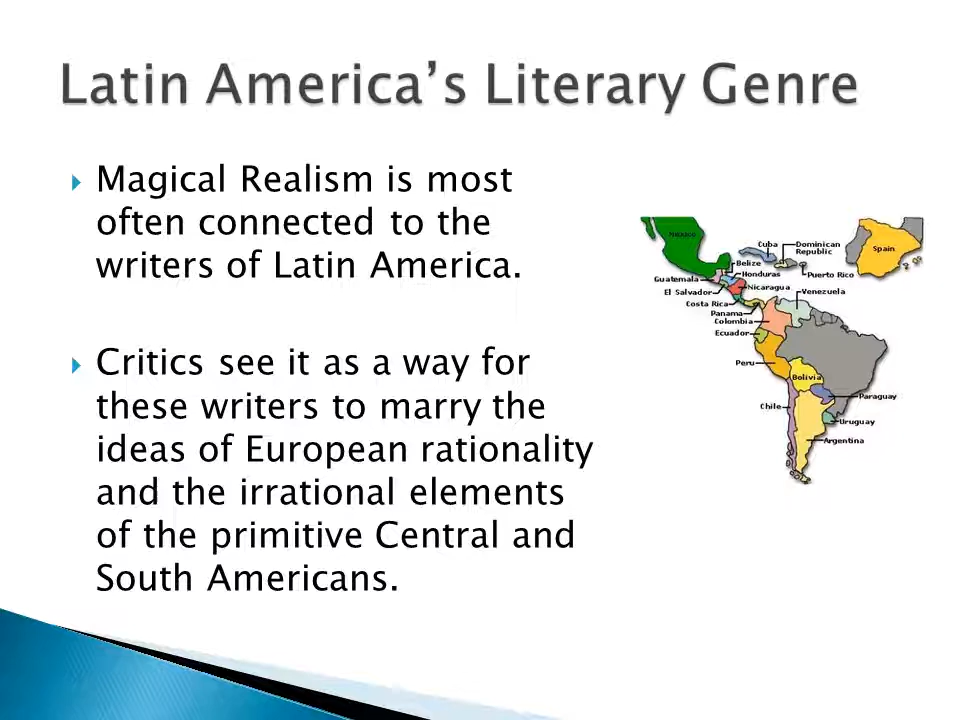 Latin America’s Literary Genre
Magical Realism is most
often connected to the
writers of Latin America.
Critics see it as a way for
these writers to marry the
ideas of European rationality
and the irrational elements
of the primitive Central and
South Americans.
Mexico
Cuba
Dominican
Republic
Spain
Belize
Puerto Rico
Guatemala
Honduras
El Salvador
Nicaragua
Venezuela
Costa Rica
Panama
Colombia
Ecuador
Peru
Bolivia
Paraguay
Chile
Uruguay
Argentina